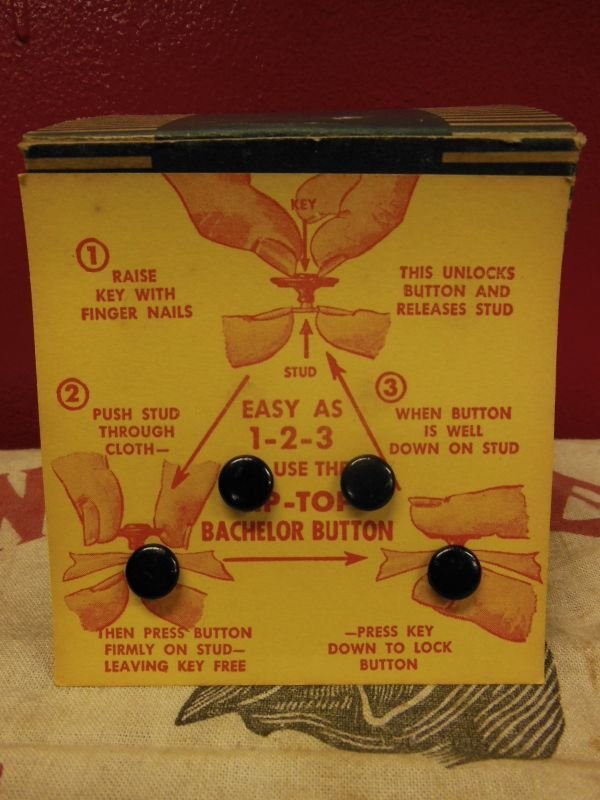 KEY
1
RAISE
KEY WITH
FINGER NAILS
THIS UNLOCKS
BUTTON AND
RELEASES STUD
STUD
2
PUSH STUD
THROUGH
CLOTH—
EASY AS
1-2-3
USE THE
P-TOP
BACHELOR BUTTON
3
WHEN BUTTON
IS WELL
DOWN ON STUD
THEN PRESS BUTTON
FIRMLY ON STUD—
LEAVING KEY FREE
—PRESS KEY
DOWN TO LOCK
BUTTON